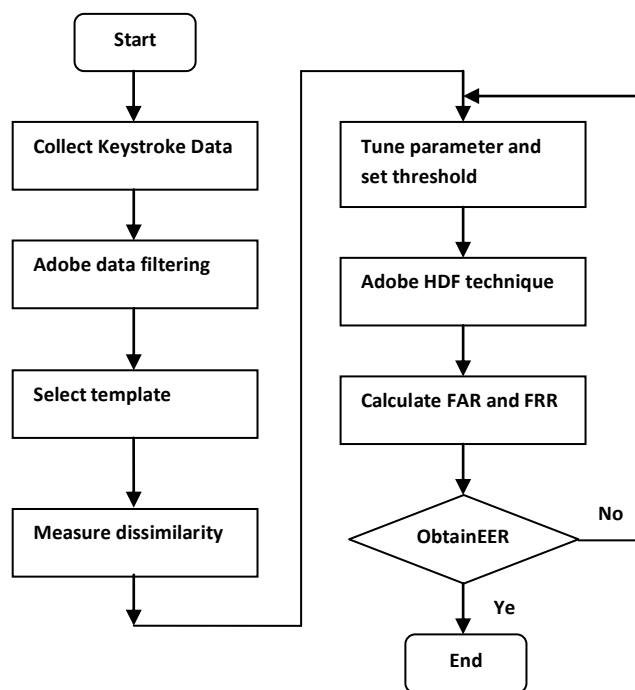 Start
Collect Keystroke Data
Adobe data filtering
Select template
Measure dissimilarity
Tune parameter and
set threshold
Adobe HDF technique
Calculate FAR and FRR
ObtainEER
No
Ye
End